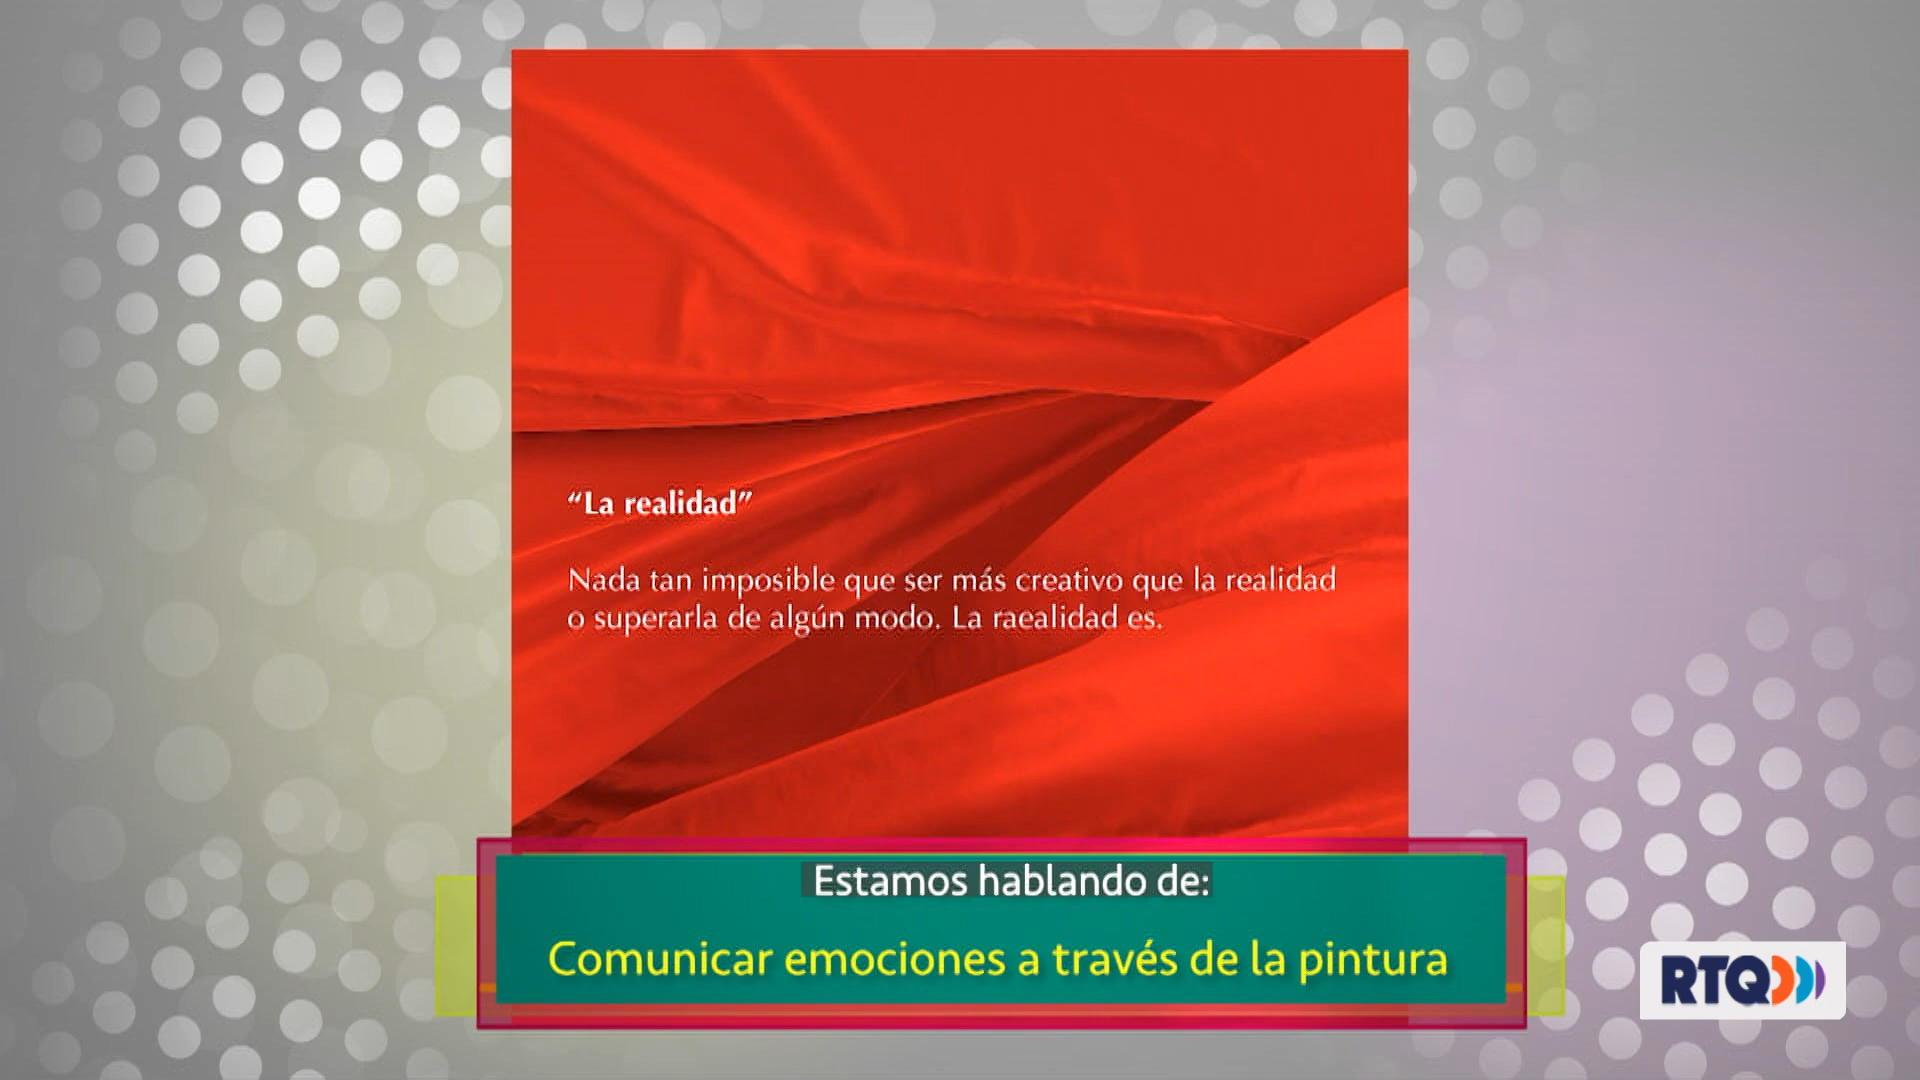 “La realidad”
Nada tan imposible que ser más creativo que la realidad
o superarla de algún modo. La raealidad es.
Estamos hablando de:
Comunicar emociones a través de la pintura
RTQ